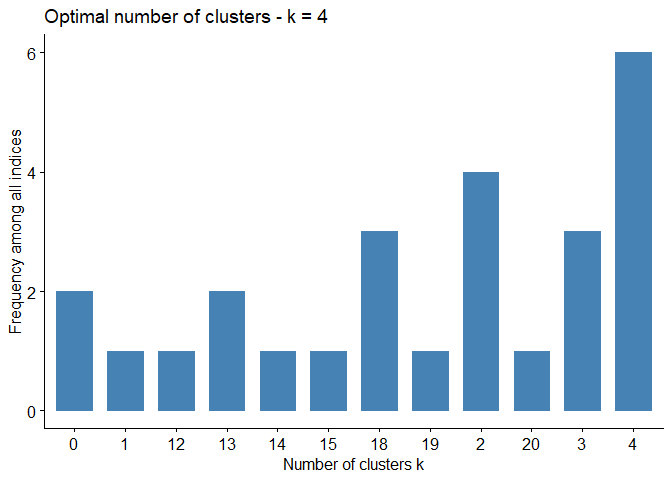 Optimal number of clusters - k = 4
Frequency among all indices
6
4
2
0
0 1 12 13 14 15 18 19 2 20 3 4
Number of clusters k